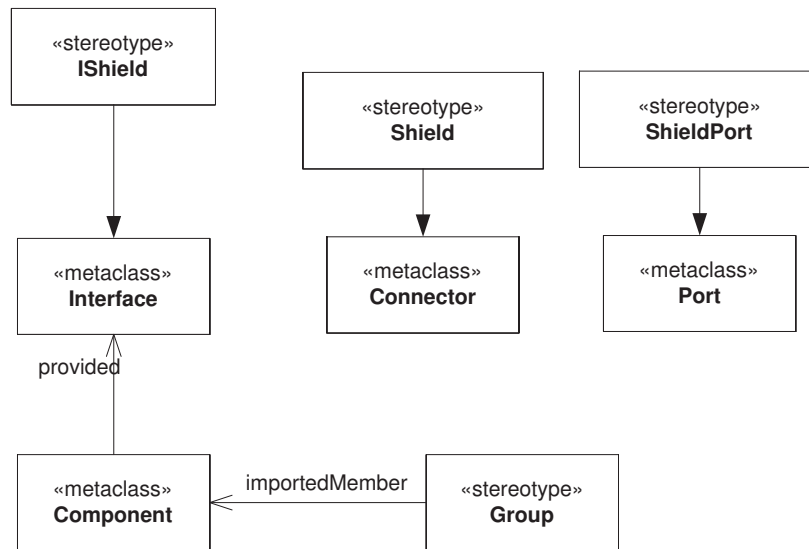 «stereotype»
IShield
«stereotype»
Shield
«stereotype»
ShieldPort
«metaclass»
Interface
«metaclass»
Connector
«metaclass»
Port
provided
«metaclass»
Component
importedMember
«stereotype»
Group